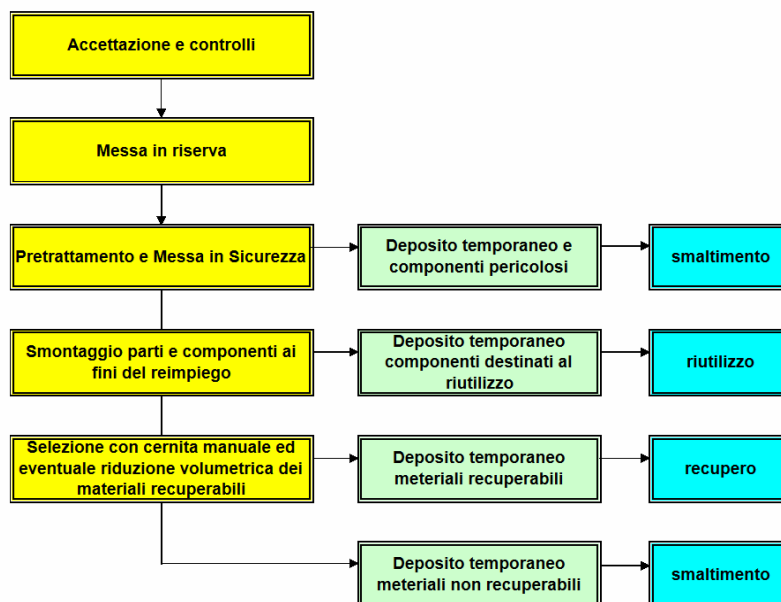 Accettazione e controlli
Messa in riserva
Pretrattamento e Messa in Sicurezza
Deposito temporaneo e
componenti pericolosi
smaltimento
Smontaggio parti e componenti ai
fini del reimpiego
Deposito temporaneo
componenti destinati al
riutilizzo
riutilizzo
Selezione con cernita manuale ed
eventuale riduzione volumetrica dei
materiali recuperabili
Deposito temporaneo
meteriali recuperabili
recupero
Deposito temporaneo
meteriali non recuperabili
smaltimento